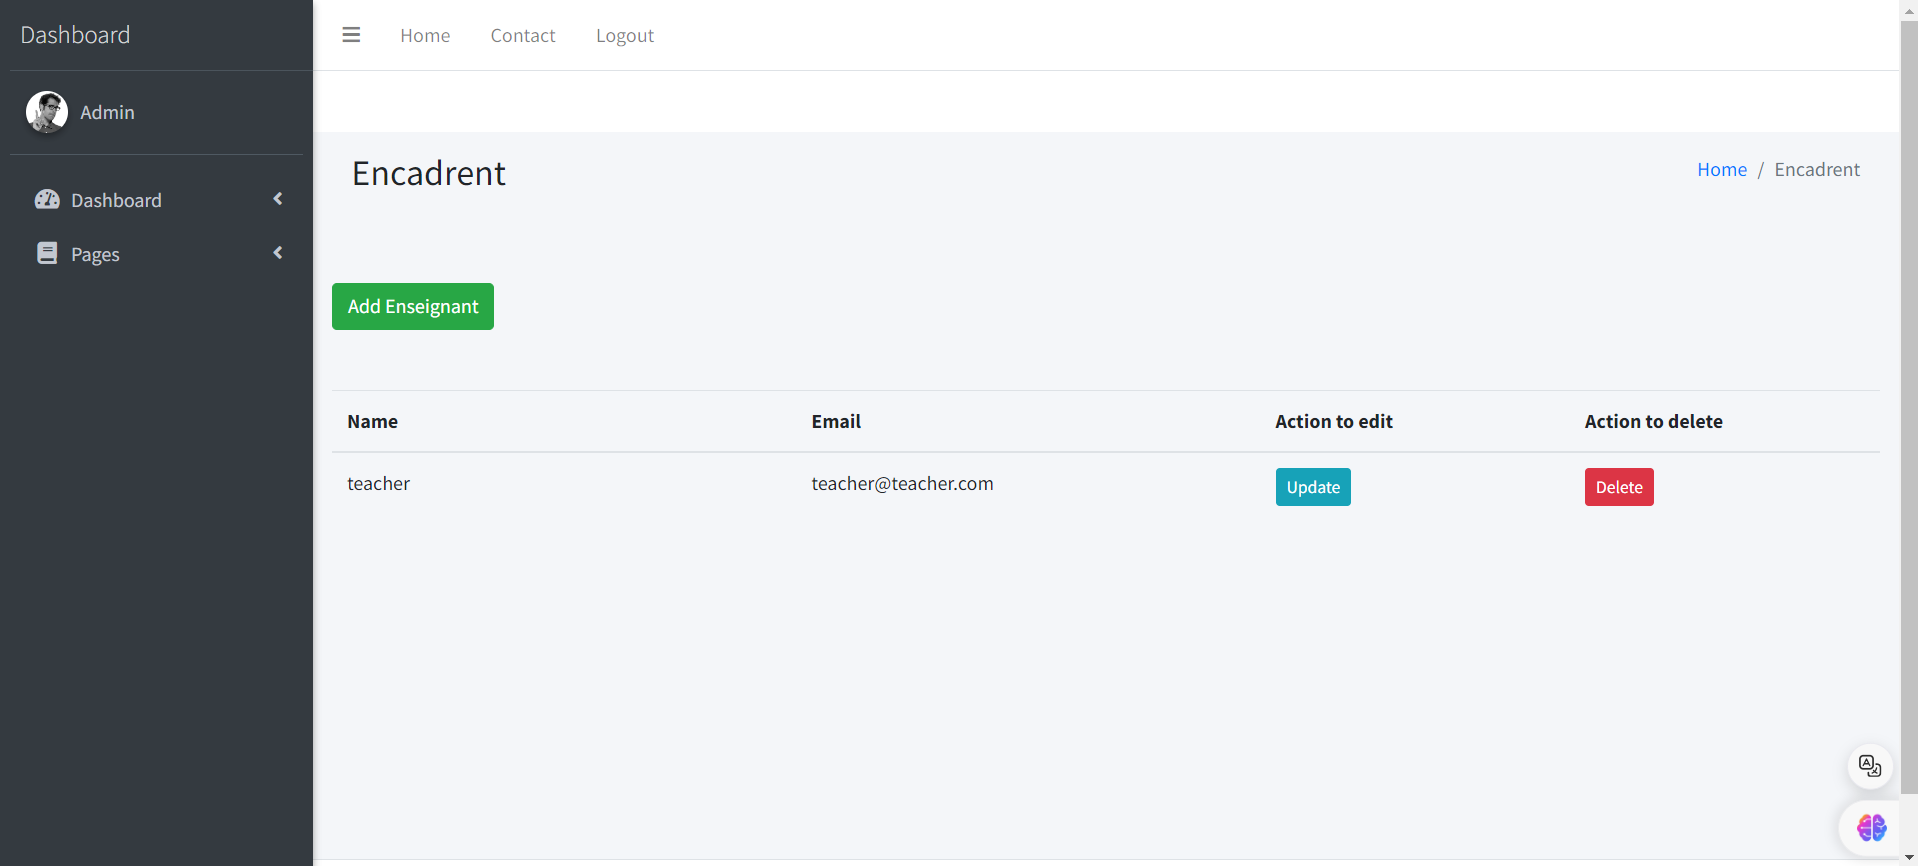 Dashboard
Home Contact Logout
Admin
Dashboard
Pages
Encadrent
Home / Encadrent
Add Enseignant
Name Email Action to edit Action to delete
teacher teacher@teacher.com Update Delete